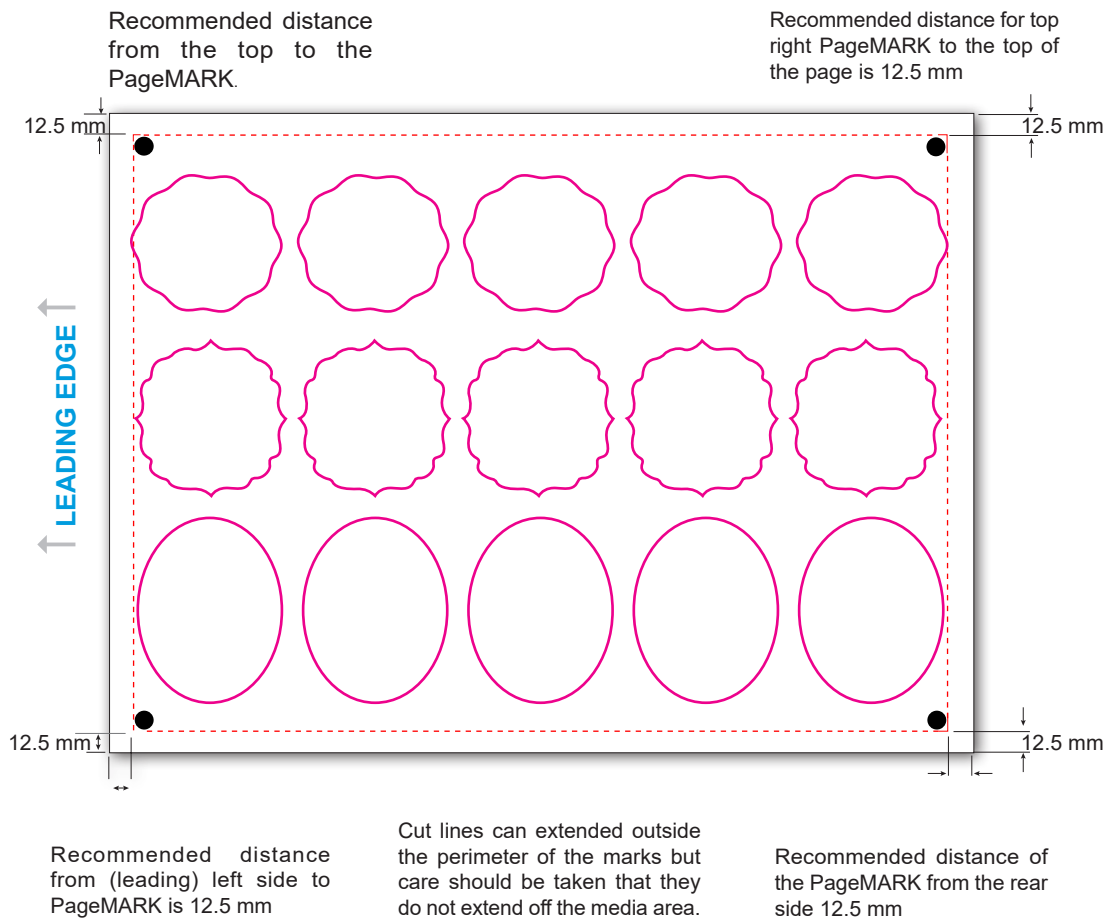 Recommended distance
from the top to the
PageMARK.
Recommended distance for top
right PageMARK to the top of
the page is 12.5 mm
12.5 mm
12.5 mm
LEADING EDGE
12.5 mm
12.5 mm
Recommended distance
from (leading) left side to
PageMARK is 12.5 mm
Cut lines can extended outside
the perimeter of the marks but
care should be taken that they
do not extend off the media area.
Recommended distance of
the PageMARK from the rear
side 12.5 mm